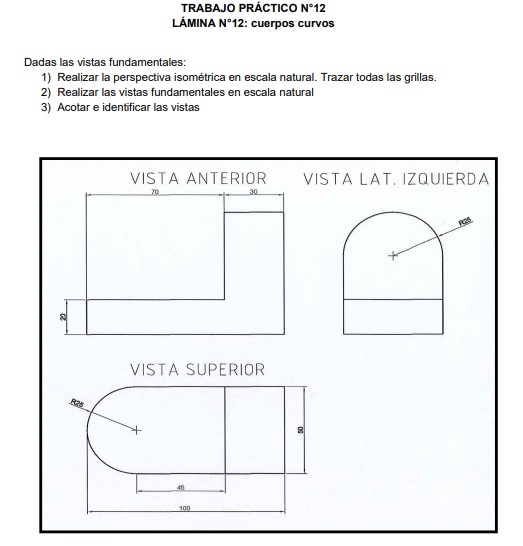 TRABAJO PRÁCTICO N°12
LÁMINA N°12: cuerpos curvos
Dadas las vistas fundamentales:
1) Realizar la perspectiva isométrica en escala natural. Trazar todas las grillas.
2) Realizar las vistas fundamentales en escala natural
3) Acotar e identificar las vistas
VISTA ANTERIOR
VISTA LAT. IZQUIERDA
70
30
R25
20
VISTA SUPERIOR
R25
50
45
100